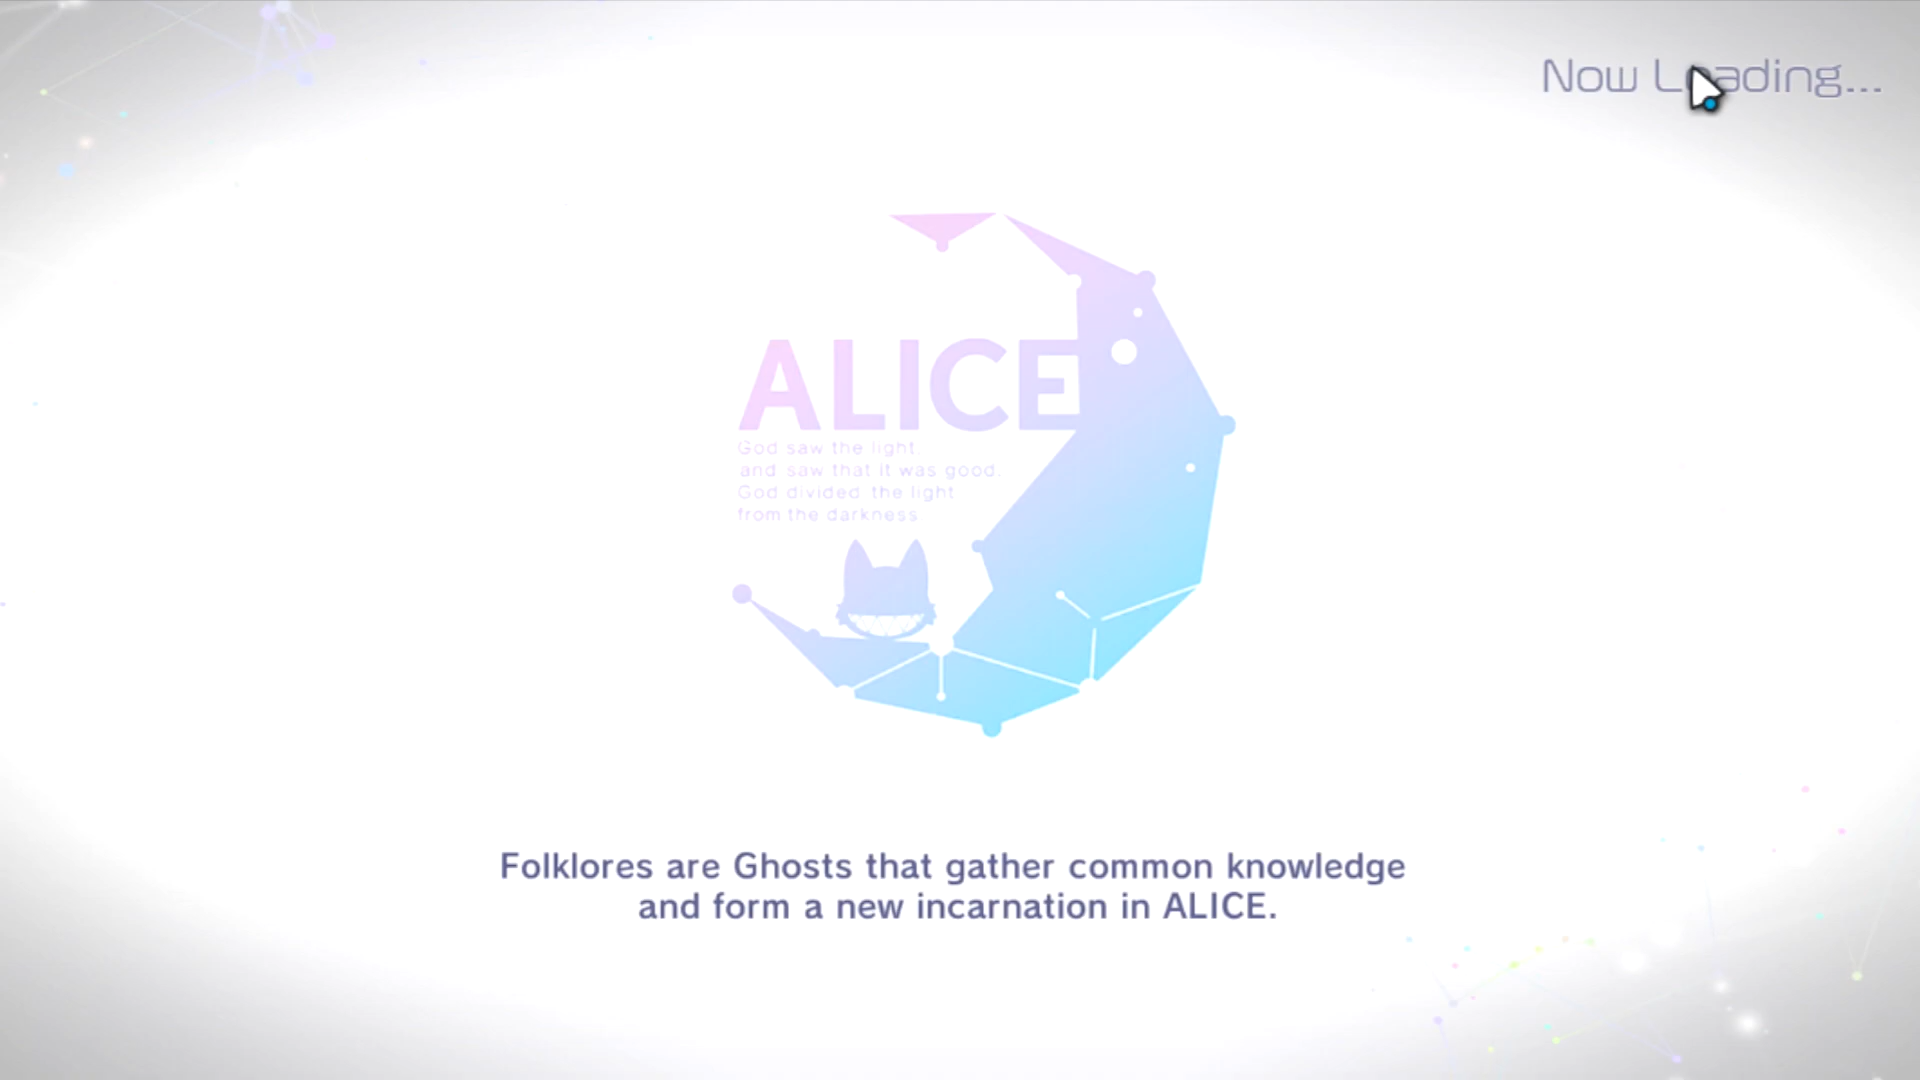 Now Loading...
ALICE
God saw the light,
and saw that it was good.
God divided the light
from the darkness
Folklores are Ghosts that gather common knowledge
and form a new incarnation in ALICE.